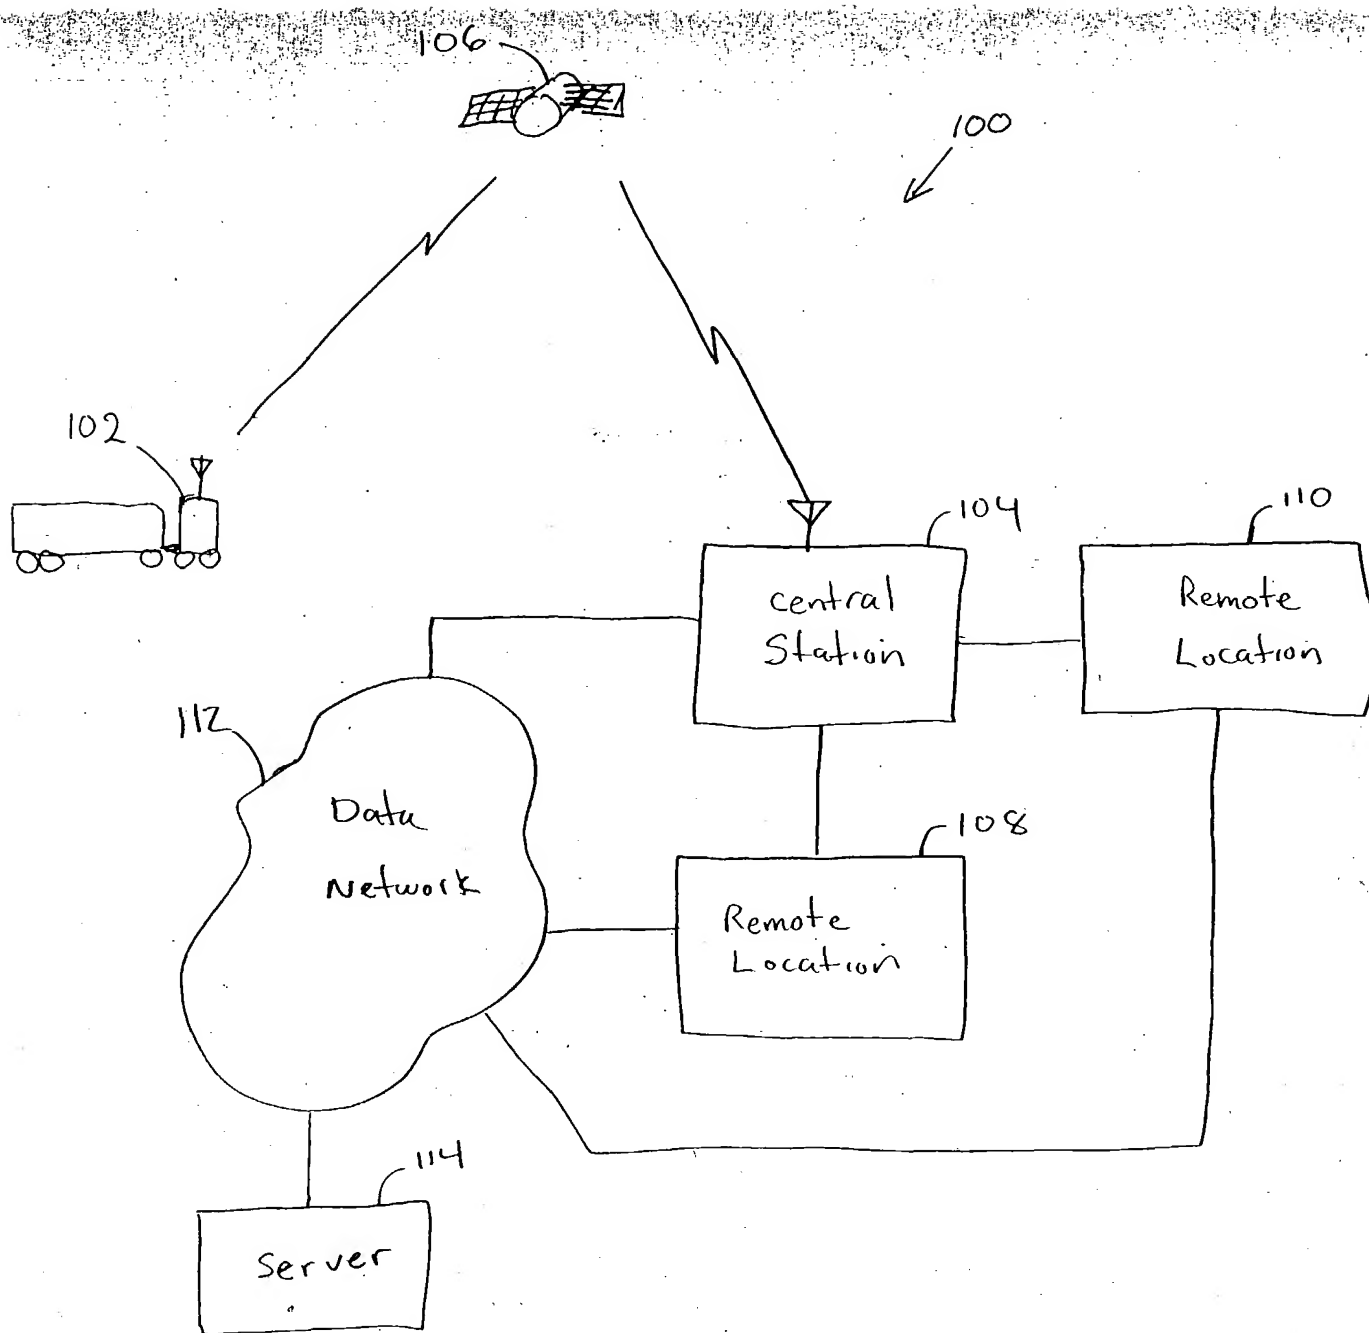 106
100
102
104
110
central
Station
Remote
Location
112
Data
Network
108
Remote
Location
114
Server